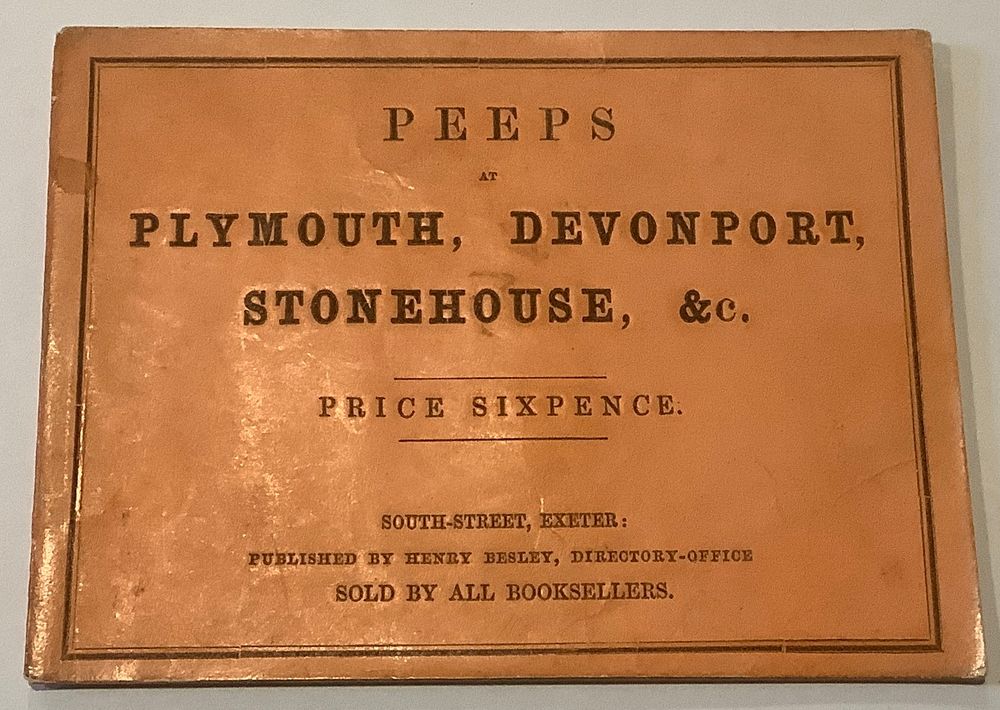 PEEPS
AT
PLYMOUTH, DEVONPORT,
STONEHOUSE, &c.
PRICE SIXPENCE.
SOUTH-STREET, EXETER:
PUBLISHED BY HENRY BESLEY, DIRECTORY-OFFICE
SOLD BY ALL BOOKSELLERS.